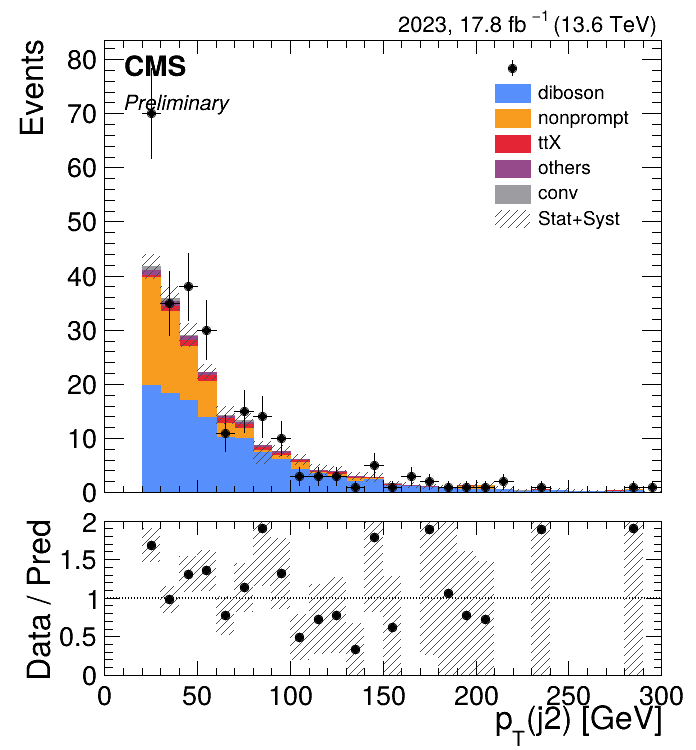 2023, 17.8 fb⁻¹ (13.6 TeV)
Events
CMS
Preliminary
diboson
nonprompt
ttX
others
conv
Stat+Syst
80
70
60
50
40
30
20
10
0
Data / Pred
2
1.5
1
0.5
0
0 50 100 150 200 250 300
p_T(j2) [GeV]